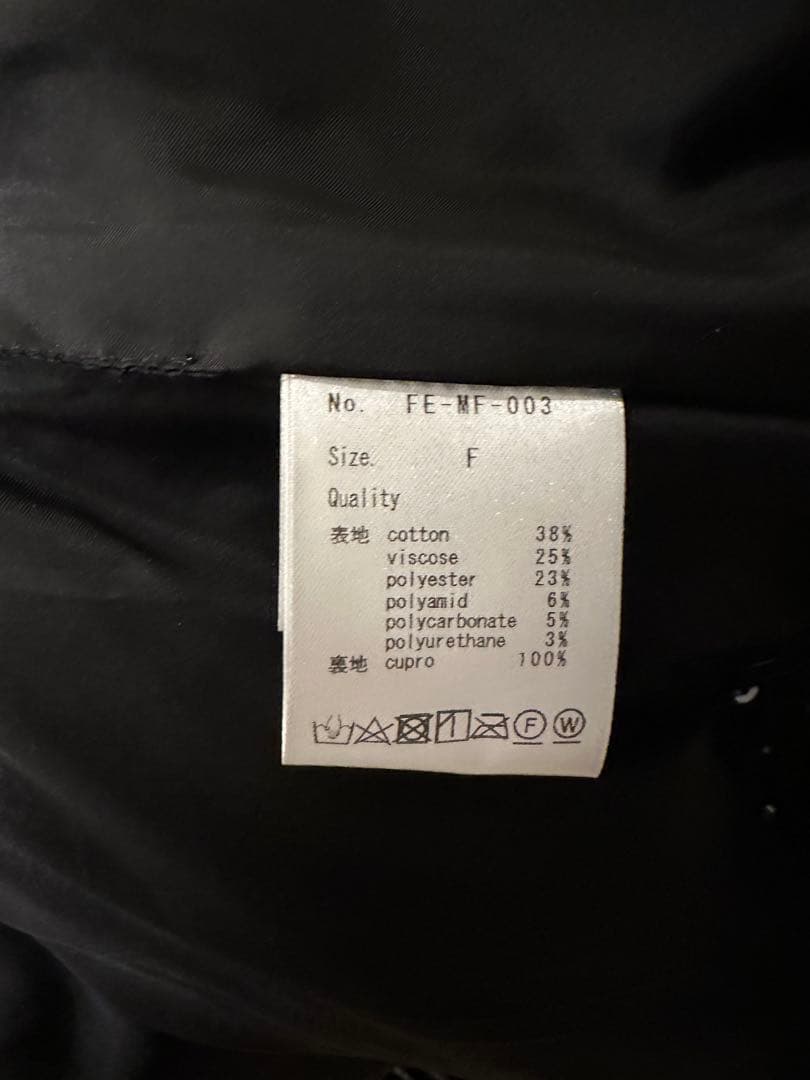 No. FE-MF-003
Size. F
Quality
表地 cotton 38%
viscose 25%
polyester 23%
polyamid 6%
polycarbonate 5%
polyurethane 3%
裏地 cupro 100%
F W